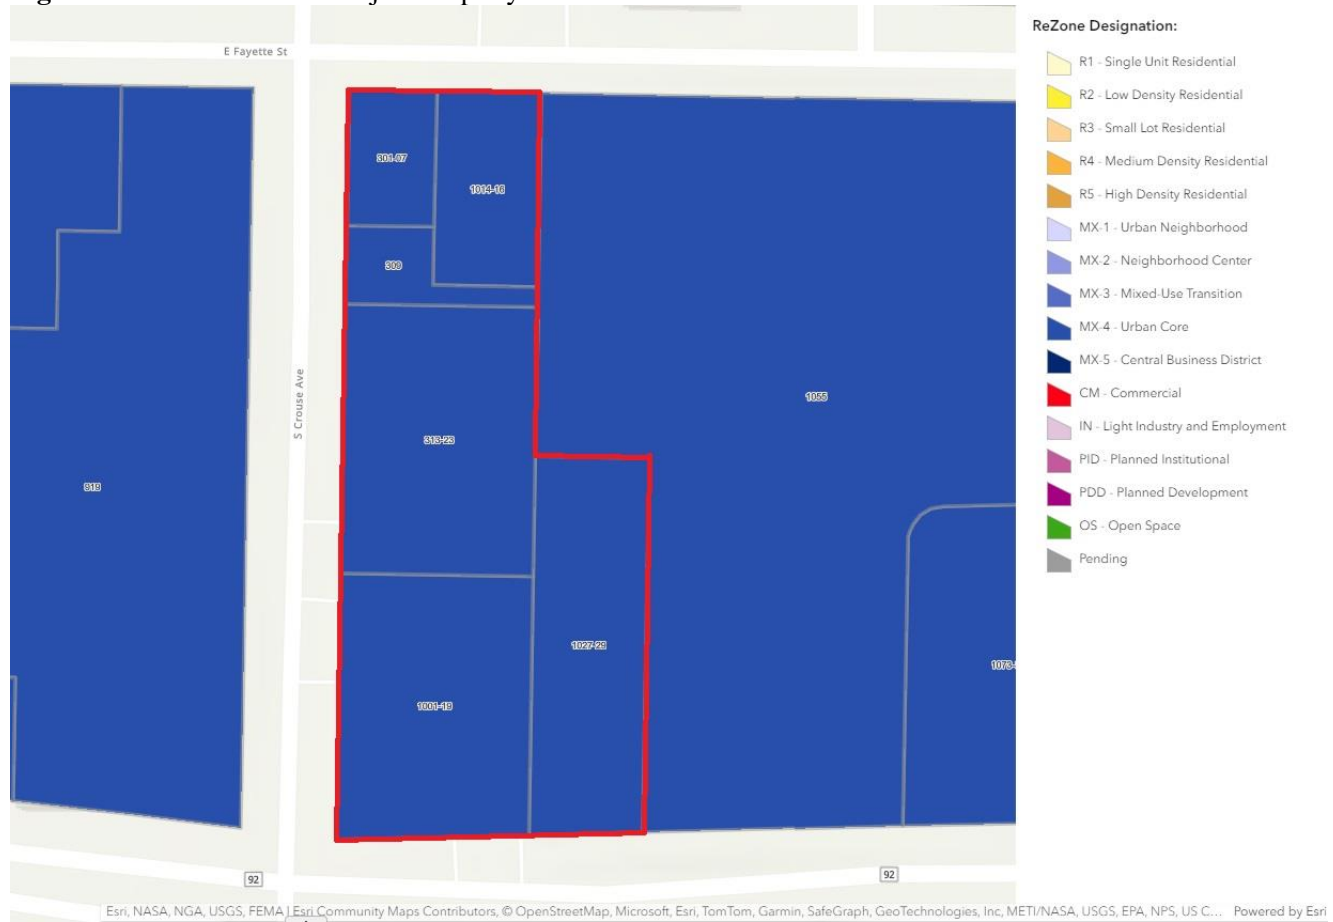 ReZone Designation:
R1 - Single Unit Residential
R2 - Low Density Residential
R3 - Small Lot Residential
R4 - Medium Density Residential
R5 - High Density Residential
MX-1 - Urban Neighborhood
MX-2 - Neighborhood Center
MX-3 - Mixed-Use Transition
MX-4 - Urban Core
MX-5 - Central Business District
CM - Commercial
IN - Light Industry and Employment
PID - Planned Institutional
PDD - Planned Development
OS - Open Space
Pending
E Fayette St
S Crouse Ave
301-07
1014-16
309
313-23
1055
819
1027-29
1001-19
1073-
92
92
Esri, NASA, NGA, USGS, FEMA | Esri Community Maps Contributors, © OpenStreetMap, Microsoft, Esri, TomTom, Garmin, SafeGraph, GeoTechnologies, Inc, METI/NASA, USGS, EPA, NPS, US C... Powered by Esri